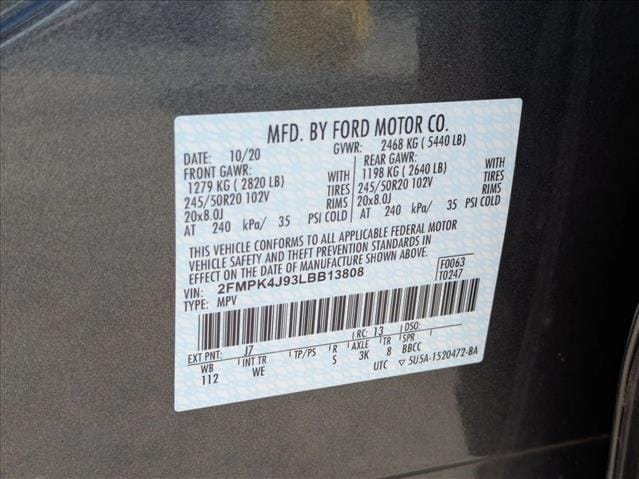 MFD. BY FORD MOTOR CO.
DATE: 10/20 GVWR: 2468 KG ( 5440 LB)
FRONT GAWR: REAR GAWR:
1279 KG ( 2820 LB) WITH 1198 KG ( 2640 LB) WITH
245/50R20 102V TIRES 245/50R20 102V TIRES
20x8.0J RIMS 20x8.0J RIMS
AT 240 kPa/ 35 PSI COLD AT 240 kPa/ 35 PSI COLD
THIS VEHICLE CONFORMS TO ALL APPLICABLE FEDERAL MOTOR
VEHICLE SAFETY AND THEFT PREVENTION STANDARDS IN
EFFECT ON THE DATE OF MANUFACTURE SHOWN ABOVE.
VIN: 2FMPK4J93LBB13808 F0063
TYPE: MPV T0247
EXT PNT: J7 RC: 13 DSO:
WB INT TR TP/PS R AXLE TR SPR
112 WE S 3K 8 BBCC
UTC 5U5A-1520472-BA